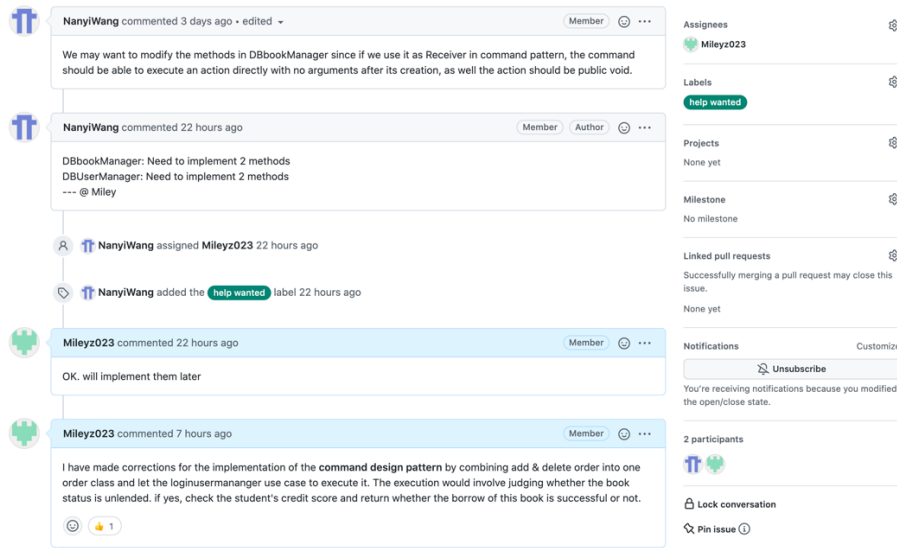 NanyiWang commented 3 days ago • edited
Member
We may want to modify the methods in DBbookManager since if we use it as Receiver in command pattern, the command
should be able to execute an action directly with no arguments after its creation, as well the action should be public void.
NanyiWang commented 22 hours ago
Member
Author
DBbookManager: Need to implement 2 methods
DBUserManager: Need to implement 2 methods
--- @ Miley
NanyiWang assigned Mileyz023 22 hours ago
NanyiWang added the help wanted label 22 hours ago
Mileyz023 commented 22 hours ago
Member
OK. will implement them later
Mileyz023 commented 7 hours ago
Member
I have made corrections for the implementation of the command design pattern by combining add & delete order into one
order class and let the loginusermananger use case to execute it. The execution would involve judging whether the book
status is unlended. if yes, check the student's credit score and return whether the borrow of this book is successful or not.
👍 1
Assignees
Mileyz023
Labels
help wanted
Projects
None yet
Milestone
No milestone
Linked pull requests
Successfully merging a pull request may close this
issue.
None yet
Notifications
Customize
Unsubscribe
You're receiving notifications because you modified
the open/close state.
2 participants
Lock conversation
Pin issue